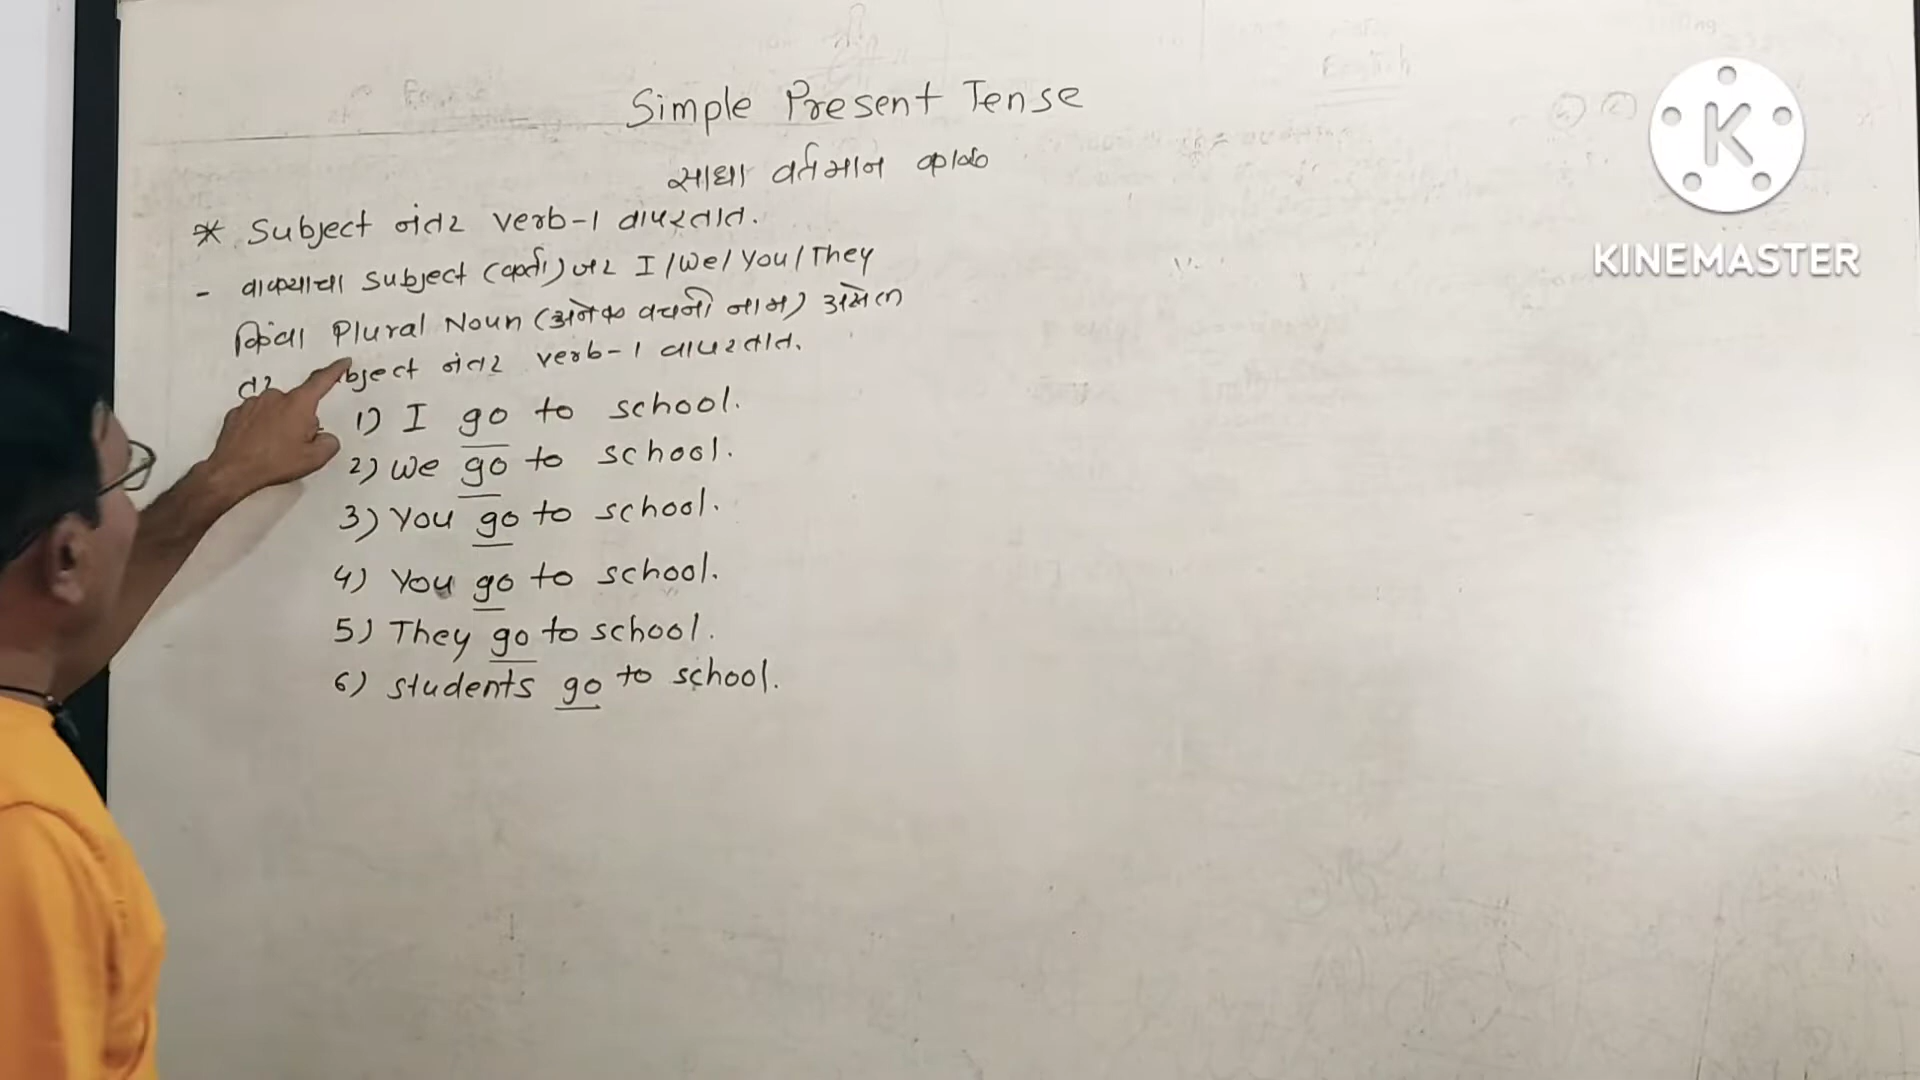 Simple Present Tense
साधा वर्तमान काळ
* Subject नंतर verb-1 वापरतात.
- वाक्याचा subject (कर्ता) जर I/We/You/They
किंवा Plural Noun (अनेक वचनी नाम) असेल
तर bject नंतर verb-1 वापरतात.
1) I go to school.
2) we go to school.
3) You go to school.
4) You go to school.
5) They go to school.
6) students go to school.
K
KINEMASTER